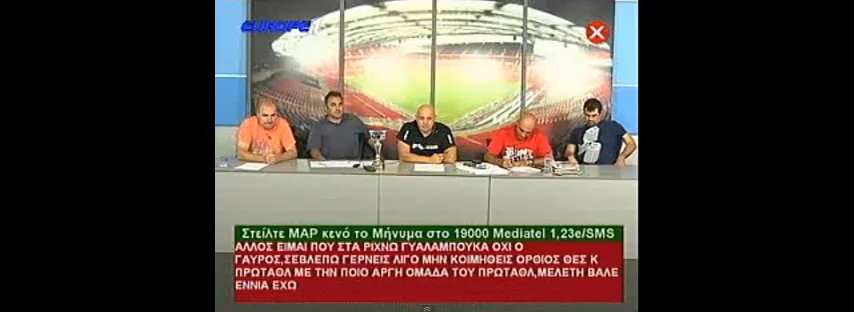 EUROPE
Στείλτε ΜΑΡ κενό το Μήνυμα στο 19000 Mediatel 1,23e/SMS
ΑΛΛΟΣ ΕΙΜΑΙ ΠΟΥ ΣΤΑ ΡΙΧΝΩ ΓΥΑΛΑΜΠΟΥΚΑ ΟΧΙ Ο
ΓΑΥΡΟΣ,ΣΕΒΛΕΠΩ ΓΕΡΝΕΙΣ ΛΙΓΟ ΜΗΝ ΚΟΙΜΗΘΕΙΣ ΟΡΘΙΟΣ ΘΕΣ Κ
ΠΡΩΤΑΘΛ ΜΕ ΤΗΝ ΠΟΙΟ ΑΡΓΗ ΟΜΑΔΑ ΤΟΥ ΠΡΩΤΑΘΛ,ΜΕΛΕΤΗ ΒΑΛΕ
ΕΝΝΙΑ ΕΧΩ